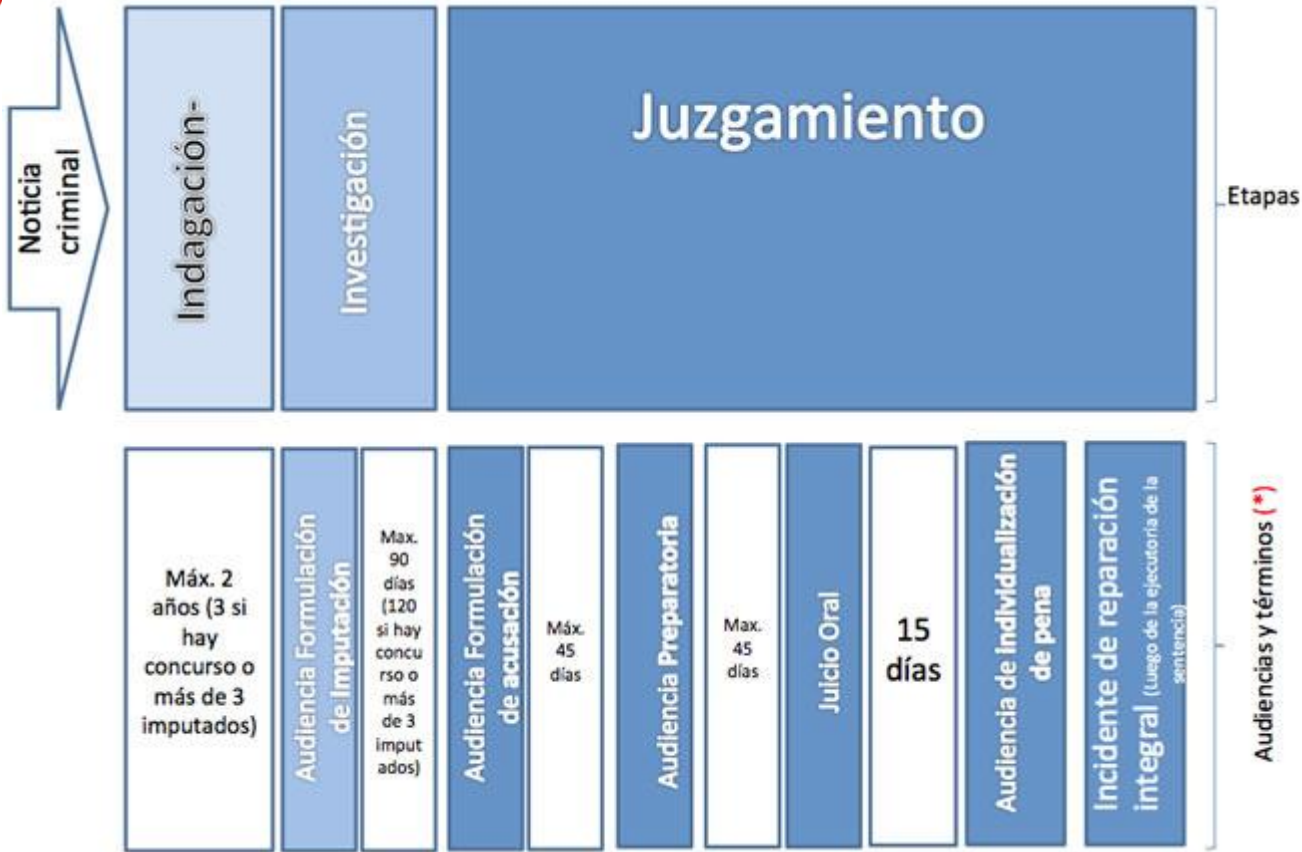 Noticia
criminal
Indagación-
Investigación
Juzgamiento
Etapas
Máx. 2
años (3 si
hay
concurso o
más de 3
imputados)
Audiencia Formulación
de Imputación
Max.
90
días
(120
si hay
concu
rso o
más
de 3
imput
ados)
Audiencia Formulación
de acusación
Máx.
45
días
Audiencia Preparatoria
Max.
45
días
Juicio Oral
15
días
Audiencia de Individualización
de pena
Incidente de reparación
integral (Luego de la ejecutoria de la
sentencia)
Audiencias y términos (*)